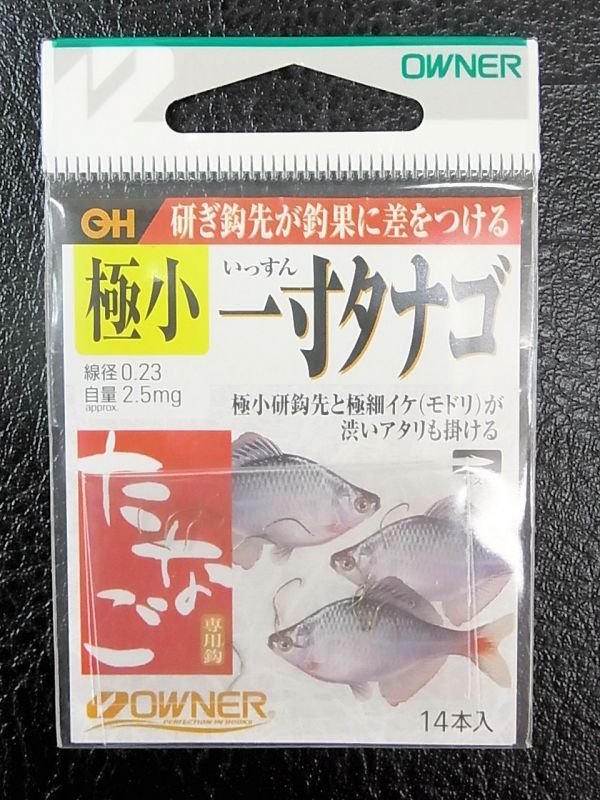 OWNER
OH 研ぎ鈎先が釣果に差をつける
極小
いっすん
一寸タナゴ
線径 0.23
自重 2.5mg
approx.
極小研鈎先と極細イケ(モドリ)が
渋いアタリも掛ける
たなご
専用鈎
OWNER
PERFECTION IN HOOKS
14本入